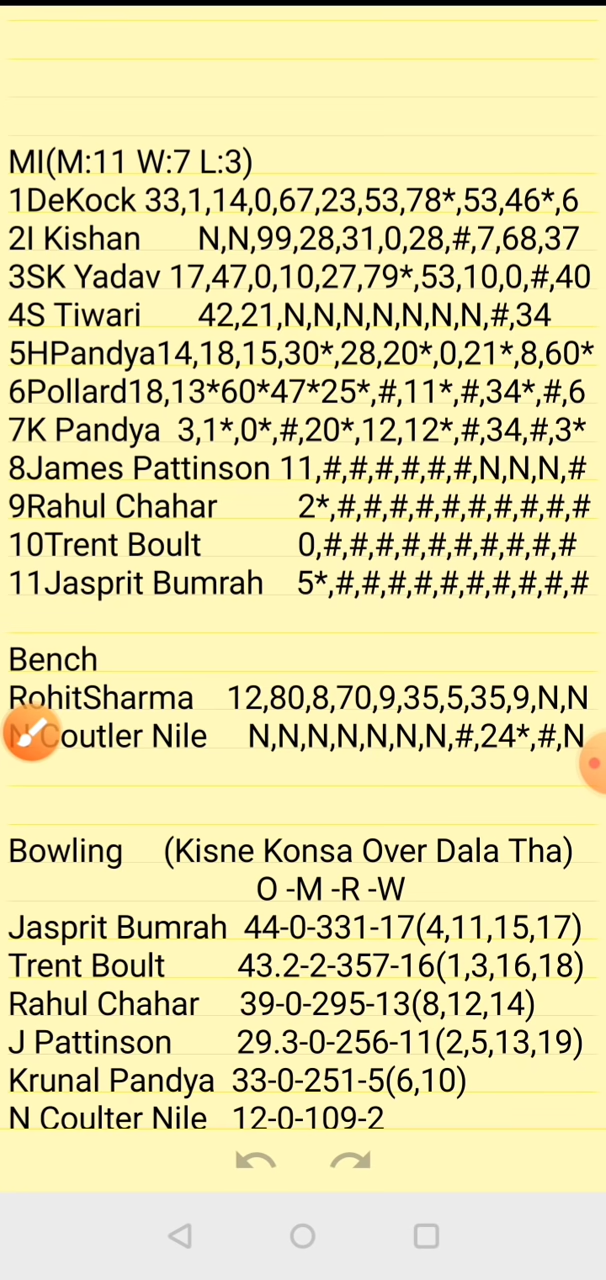 MI(M:11 W:7 L:3)
1DeKock 33,1,14,0,67,23,53,78*,53,46*,6
2I Kishan N,N,99,28,31,0,28,#,7,68,37
3SK Yadav 17,47,0,10,27,79*,53,10,0,#,40
4S Tiwari 42,21,N,N,N,N,N,N,N,#,34
5HPandya14,18,15,30*,28,20*,0,21*,8,60*
6Pollard18,13*60*47*25*,#,11*,#,34*,#,6
7K Pandya 3,1*,0*,#,20*,12,12*,#,34,#,3*
8James Pattinson 11,#,#,#,#,#,#,N,N,N,#
9Rahul Chahar 2*,#,#,#,#,#,#,#,#,#,#
10Trent Boult 0,#,#,#,#,#,#,#,#,#,#
11Jasprit Bumrah 5*,#,#,#,#,#,#,#,#,#,#
Bench
RohitSharma 12,80,8,70,9,35,5,35,9,N,N
N Coutler Nile N,N,N,N,N,N,N,#,24*,#,N
Bowling (Kisne Konsa Over Dala Tha)
O -M -R -W
Jasprit Bumrah 44-0-331-17(4,11,15,17)
Trent Boult 43.2-2-357-16(1,3,16,18)
Rahul Chahar 39-0-295-13(8,12,14)
J Pattinson 29.3-0-256-11(2,5,13,19)
Krunal Pandya 33-0-251-5(6,10)
N Coulter Nile 12-0-109-2